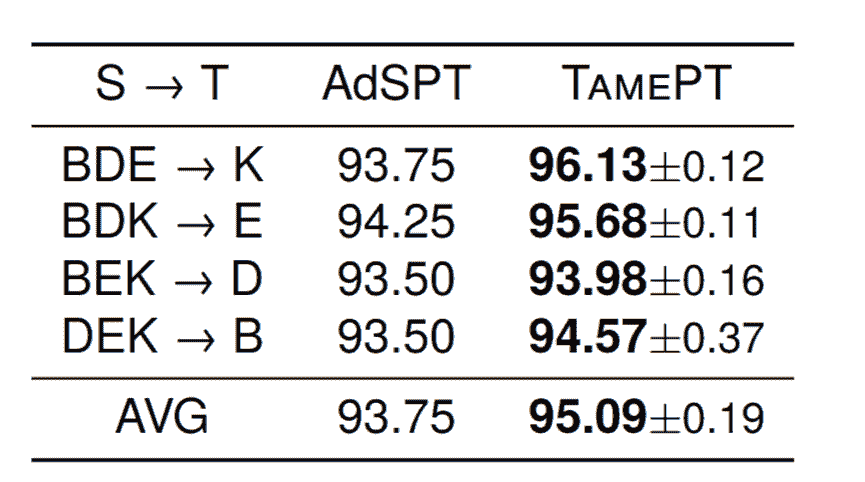 S → T AdSPT TAMEPT
BDE → K 93.75 96.13±0.12
BDK → E 94.25 95.68±0.11
BEK → D 93.50 93.98±0.16
DEK → B 93.50 94.57±0.37
AVG 93.75 95.09±0.19